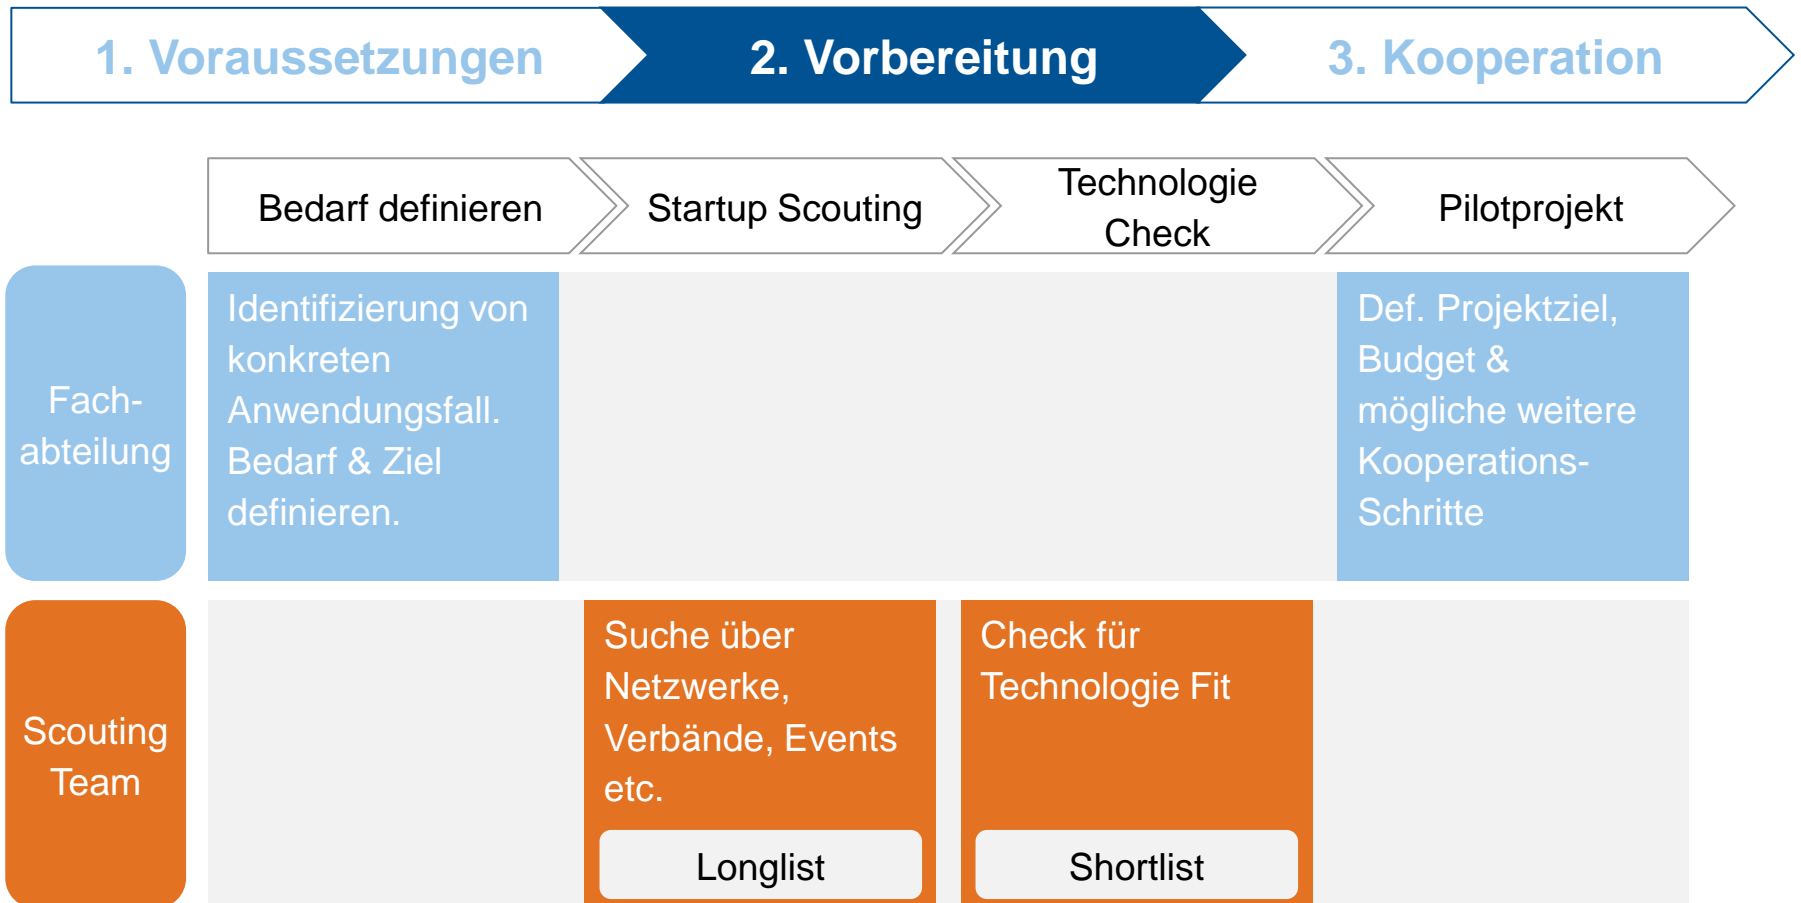 1. Voraussetzungen
2. Vorbereitung
3. Kooperation
Bedarf definieren
Startup Scouting
Technologie
Check
Pilotprojekt
Fach-
abteilung
Identifizierung von
konkreten
Anwendungsfall.
Bedarf & Ziel
definieren.
Def. Projektziel,
Budget &
mögliche weitere
Kooperations-
Schritte
Scouting
Team
Suche über
Netzwerke,
Verbände, Events
etc.
Longlist
Check für
Technologie Fit
Shortlist